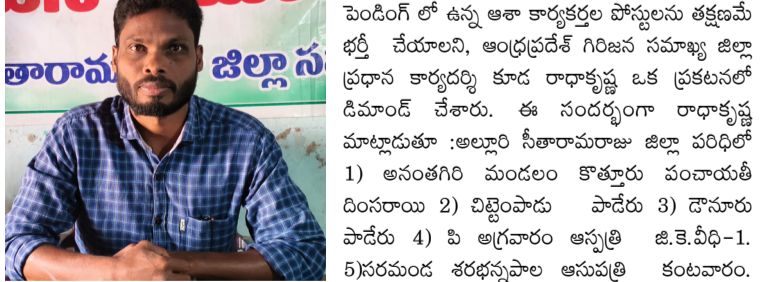 తారామ జిల్లా స
పెండింగ్ లో ఉన్న ఆశా కార్యకర్తల పోస్టులను తక్షణమే
భర్తీ చేయాలని, ఆంధ్రప్రదేశ్ గిరిజన సమాఖ్య జిల్లా
ప్రధాన కార్యదర్శి కూడ రాధాకృష్ణ ఒక ప్రకటనలో
డిమాండ్ చేశారు. ఈ సందర్భంగా రాధాకృష్ణ
మాట్లాడుతూ :అల్లూరి సీతారామరాజు జిల్లా పరిధిలో
1) అనంతగిరి మండలం కొత్తూరు పంచాయతీ
దింసరాయి 2) చిట్టెంపాడు పాడేరు 3) డౌనూరు
పాడేరు 4) పి అగ్రవారం ఆస్పత్రి జి.కె.వీధి-1.
5)సరమండ శరభన్నపాల ఆసుపత్రి కంటవారం.